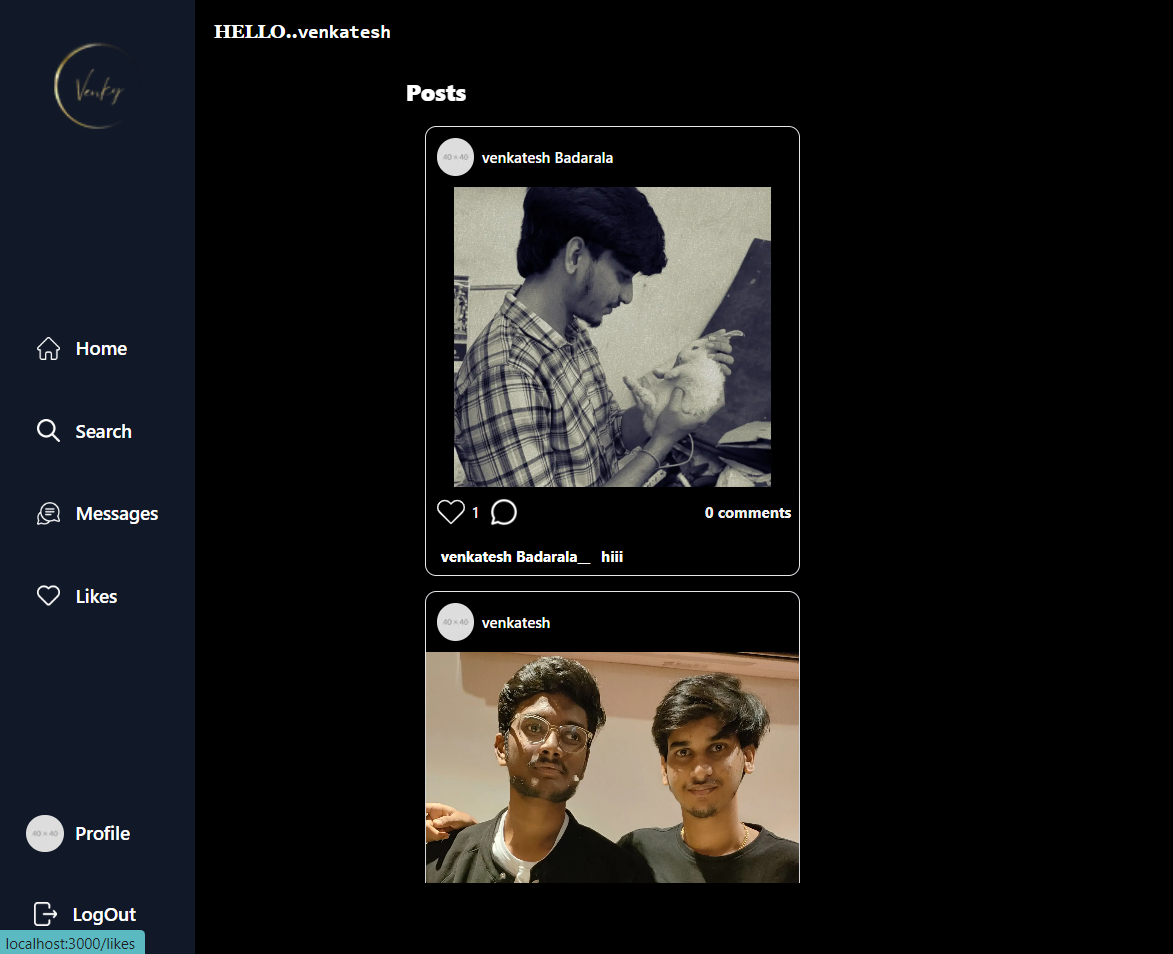 Venky
Home
Search
Messages
Likes
40×40 Profile
LogOut
localhost:3000/likes
HELLO..venkatesh
Posts
40×40 venkatesh Badarala
1 0 comments
venkatesh Badarala__ hiii
40×40 venkatesh